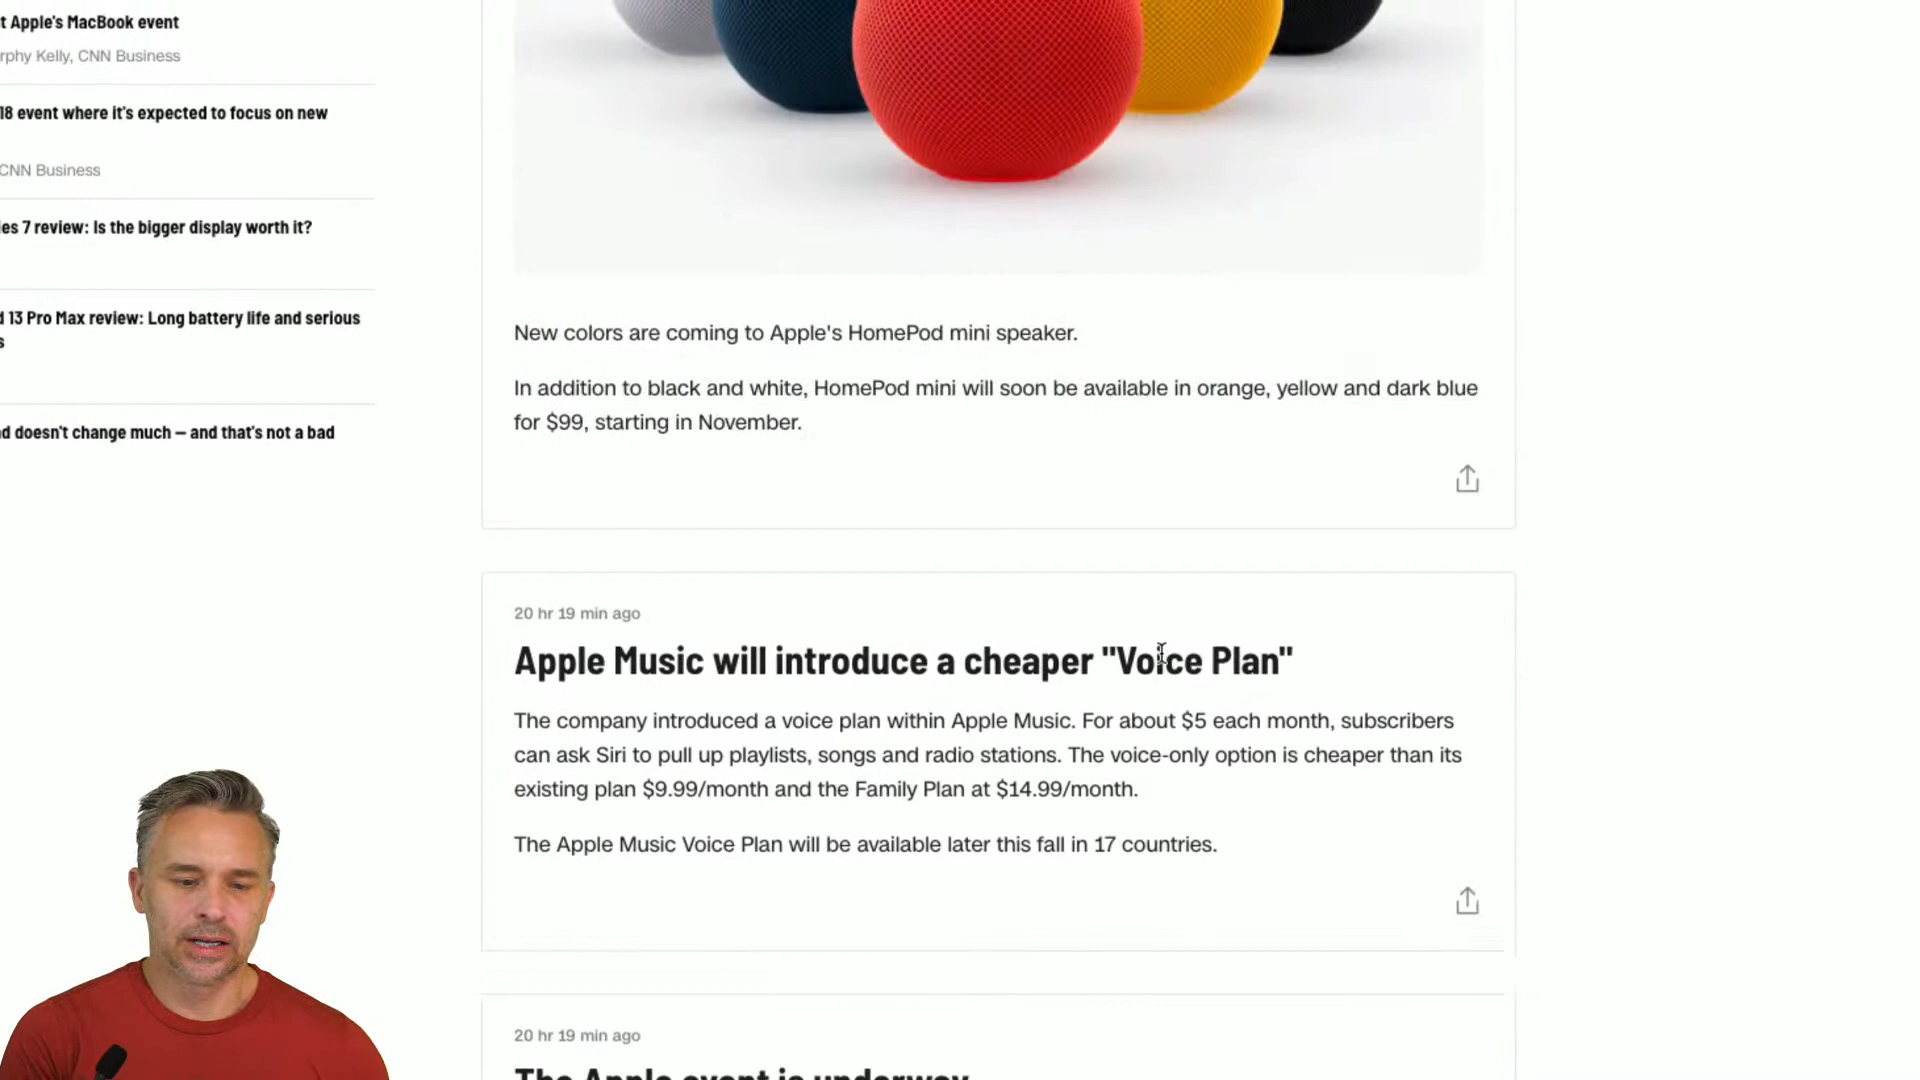 t Apple's MacBook event
rphy Kelly, CNN Business
18 event where it's expected to focus on new
CNN Business
es 7 review: Is the bigger display worth it?
d 13 Pro Max review: Long battery life and serious
s
d doesn't change much – and that's not a bad
New colors are coming to Apple's HomePod mini speaker.
In addition to black and white, HomePod mini will soon be available in orange, yellow and dark blue
for $99, starting in November.
20 hr 19 min ago
Apple Music will introduce a cheaper "Voice Plan"
The company introduced a voice plan within Apple Music. For about $5 each month, subscribers
can ask Siri to pull up playlists, songs and radio stations. The voice-only option is cheaper than its
existing plan $9.99/month and the Family Plan at $14.99/month.
The Apple Music Voice Plan will be available later this fall in 17 countries.
20 hr 19 min ago
The Apple event is underway